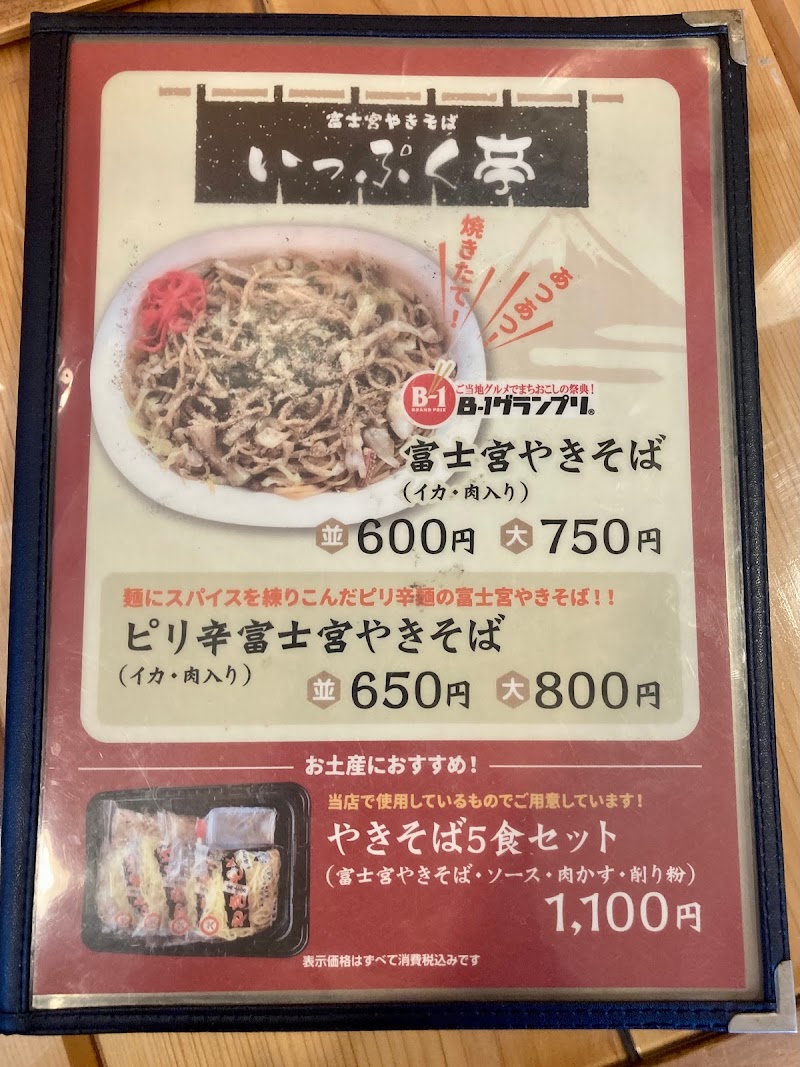 富士宮やきそば
いっぷく亭
焼きたて!
あつあつ!
B-1
GRAND PRIX
ご当地グルメでまちおこしの祭典!
B-1グランプリ®
富士宮やきそば
(イカ・肉入り)
並 600円 大 750円
麺にスパイスを練りこんだピリ辛麺の富士宮やきそば!!
ピリ辛富士宮やきそば
(イカ・肉入り)
並 650円 大 800円
お土産におすすめ!
当店で使用しているものでご用意しています!
やきそば5食セット
(富士宮やきそば・ソース・肉かす・削り粉)
1,100円
表示価格はすべて消費税込みです